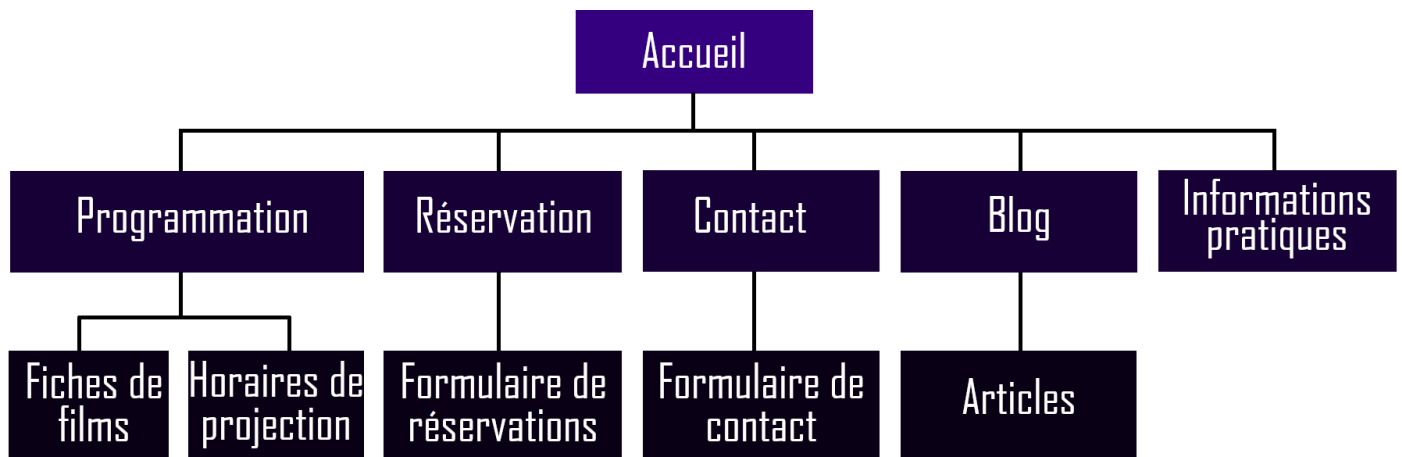 Accueil
Programmation
Réservation
Contact
Blog
Informations
pratiques
Fiches de
films
Horaires de
projection
Formulaire de
réservations
Formulaire de
contact
Articles